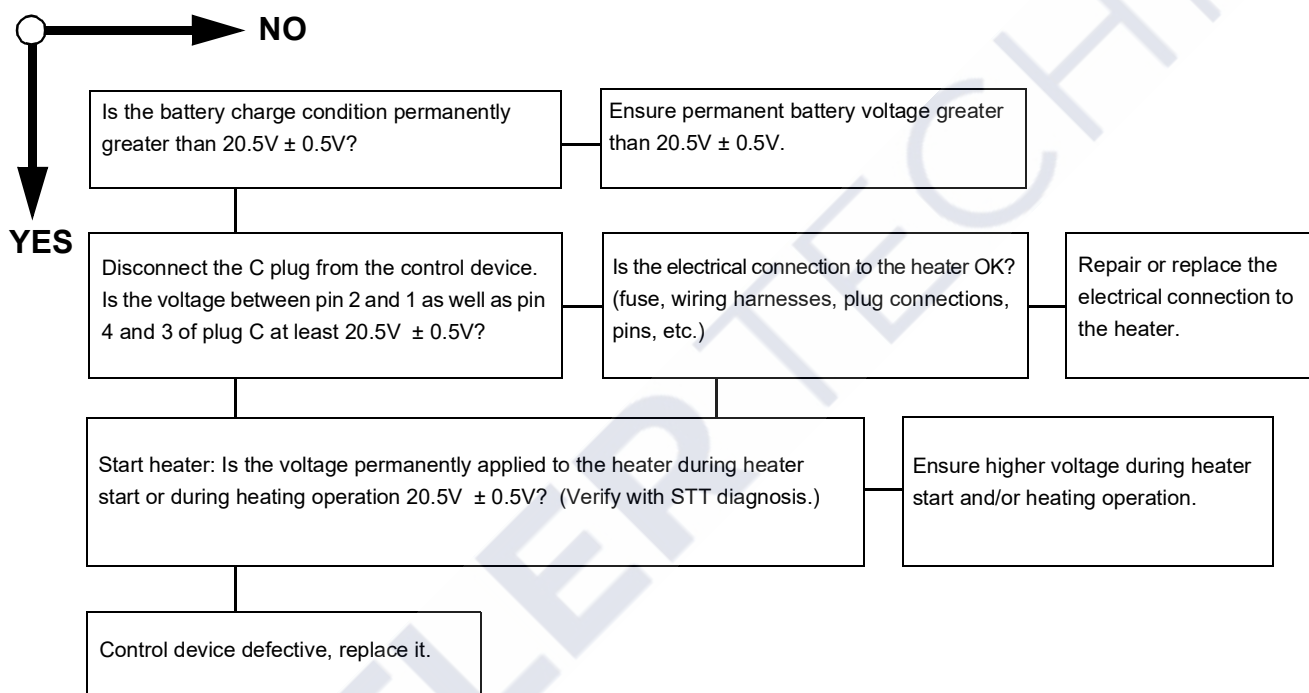 NO
YES
Is the battery charge condition permanently
greater than 20.5V ± 0.5V?
Ensure permanent battery voltage greater
than 20.5V ± 0.5V.
Disconnect the C plug from the control device.
Is the voltage between pin 2 and 1 as well as pin
4 and 3 of plug C at least 20.5V ± 0.5V?
Is the electrical connection to the heater OK?
(fuse, wiring harnesses, plug connections,
pins, etc.)
Repair or replace the
electrical connection to
the heater.
Start heater: Is the voltage permanently applied to the heater during heater
start or during heating operation 20.5V ± 0.5V? (Verify with STT diagnosis.)
Ensure higher voltage during heater
start and/or heating operation.
Control device defective, replace it.